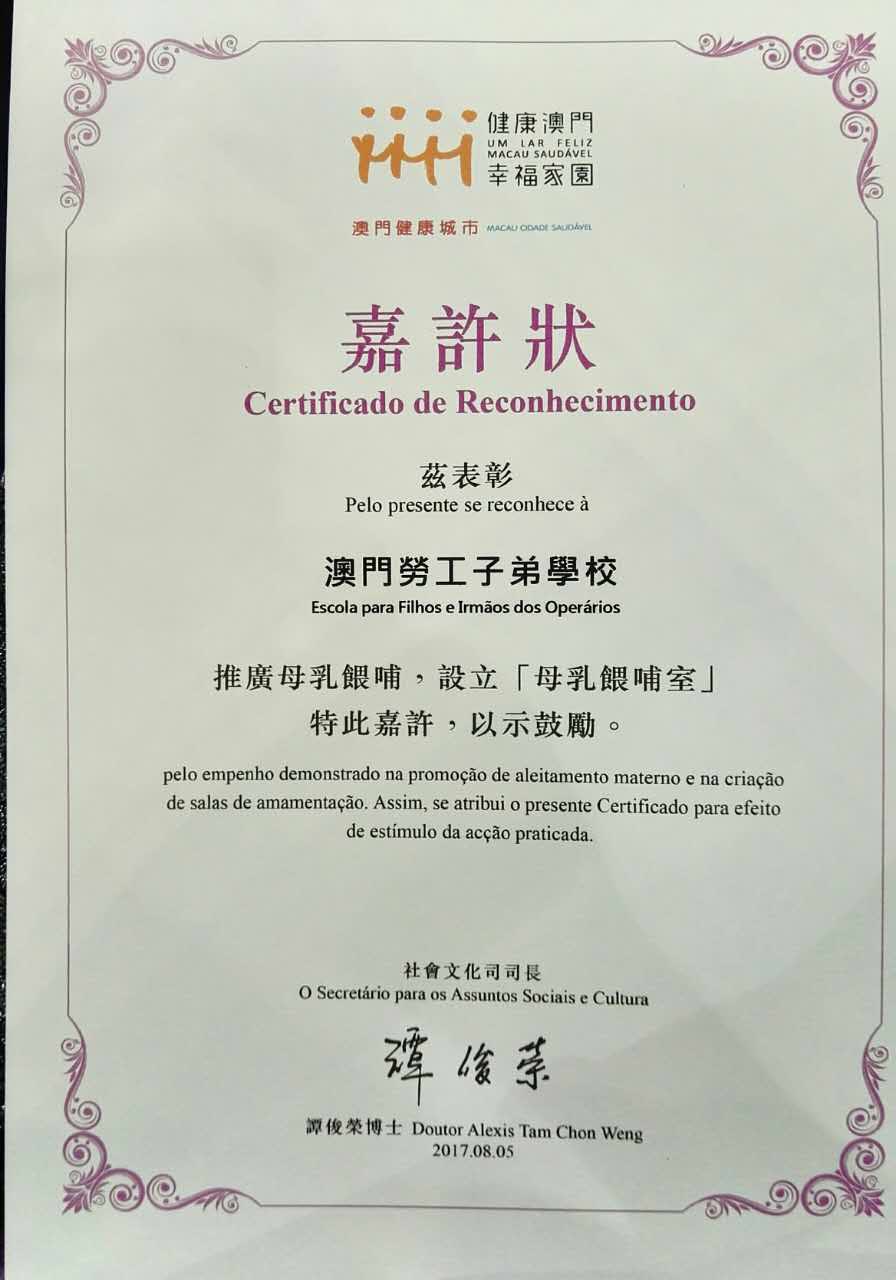 健康澳門
UM LAR FELIZ
MACAU SAUDÁVEL
幸福家園
澳門健康城市 MACAU CIDADE SAUDÁVEL
嘉許狀
Certificado de Reconhecimento
茲表彰
Pelo presente se reconhece à
澳門勞工子弟學校
Escola para Filhos e Irmãos dos Operários
推廣母乳餵哺，設立「母乳餵哺室」
特此嘉許，以示鼓勵。
pelo empenho demonstrado na promoção de aleitamento materno e na criação
de salas de amamentação. Assim, se atribui o presente Certificado para efeito
de estímulo da acção praticada.
社會文化司司長
O Secretário para os Assuntos Sociais e Cultura
譚俊榮
譚俊榮博士 Doutor Alexis Tam Chon Weng
2017.08.05